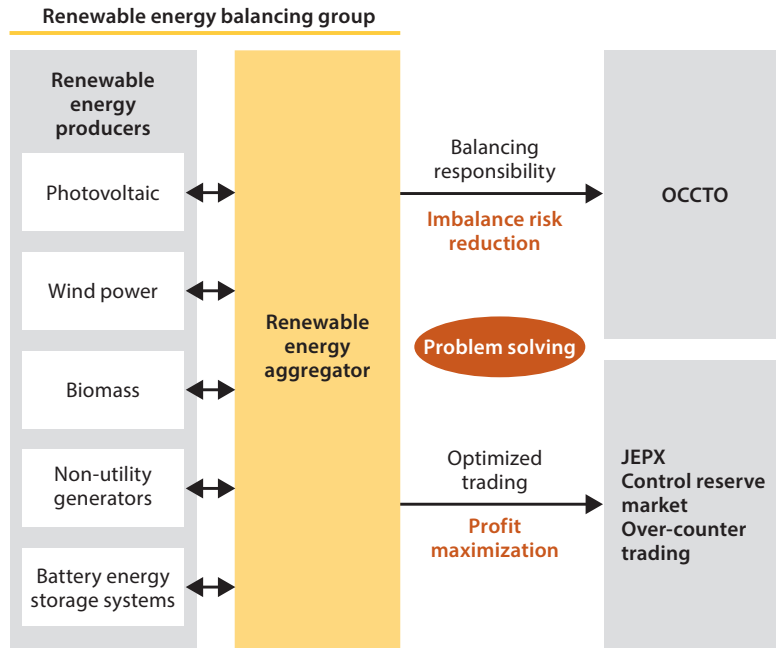 Renewable energy balancing group
Renewable
energy
producers
Photovoltaic
Wind power
Biomass
Non-utility
generators
Battery energy
storage systems
Renewable
energy
aggregator
Balancing
responsibility
Imbalance risk
reduction
Problem solving
Optimized
trading
Profit
maximization
OCCTO
JEPX
Control reserve
market
Over-counter
trading